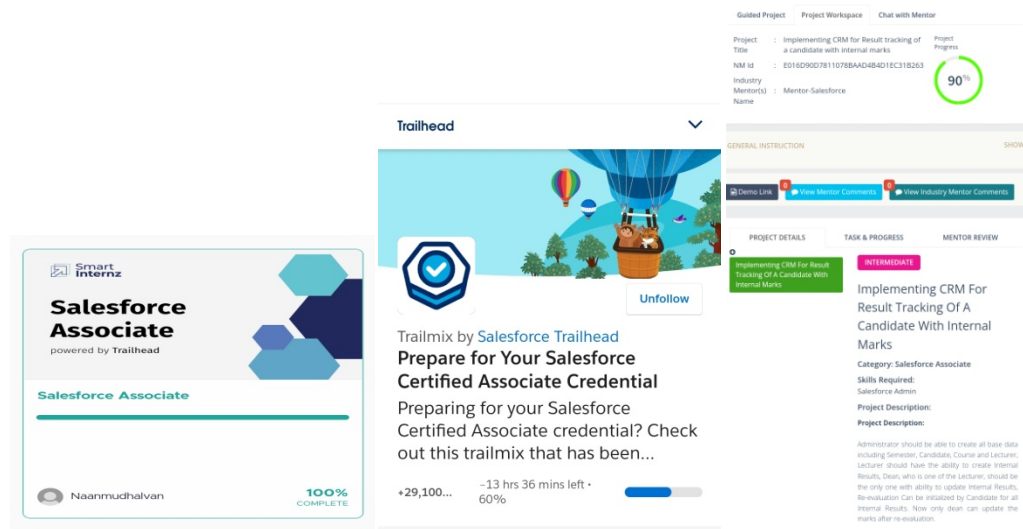 Smart
Internz
Salesforce
Associate
powered by Trailhead
Salesforce Associate
Naanmudhalvan
100%
COMPLETE
Trailhead
Unfollow
Trailmix by Salesforce Trailhead
Prepare for Your Salesforce
Certified Associate Credential
Preparing for your Salesforce
Certified Associate credential? Check
out this trailmix that has been...
+29,100...
~13 hrs 36 mins left •
60%
Guided Project
Project Workspace
Chat with Mentor
Project Title : Implementing CRM for Result tracking of
a candidate with internal marks
Project
Progress
90%
NM Id : E016D90D7811078BAAD4B4D1EC31B263
Industry
Mentor(s) : Mentor-Salesforce
Name
GENERAL INSTRUCTION
SHOW
Demo Link
0
View Mentor Comments
0
View Industry Mentor Comments
PROJECT DETAILS
TASK & PROGRESS
MENTOR REVIEW
Implementing CRM For Result
Tracking Of A Candidate With
Internal Marks
INTERMEDIATE
Implementing CRM For
Result Tracking Of A
Candidate With Internal
Marks
Category: Salesforce Associate
Skills Required:
Salesforce Admin
Project Description:
Project Description:
Administrator should be able to create all base data
including Semester, Candidate, Course and Lecturer,
Lecturer should have the ability to create Internal
Results, Dean, who is one of the Lecturer, should be
the only one with ability to update Internal Results,
Re-evaluation Can be initialized by Candidate for all
Internal Results. Now only dean can update the
marks after re-evaluation